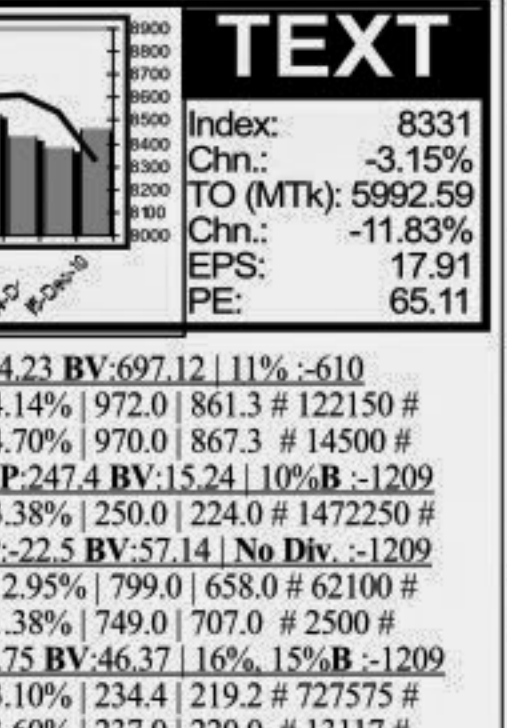 TEXT
8900
8800
8700
8600
8500
8400
8300
8200
8100
8000
Index: 8331
Chn.: -3.15%
TO (MTk): 5992.59
Chn.: -11.83%
EPS: 17.91
PE: 65.11
4.23 BV:697.12 | 11% :-610
.14% | 972.0 | 861.3 # 122150 #
.70% | 970.0 | 867.3 # 14500 #
P:247.4 BV:15.24 | 10%B :-1209
.38% | 250.0 | 224.0 # 1472250 #
:-22.5 BV:57.14 | No Div. :-1209
2.95% | 799.0 | 658.0 # 62100 #
.38% | 749.0 | 707.0 # 2500 #
.75 BV:46.37 | 16%, 15%B :-1209
.10% | 234.4 | 219.2 # 727575 #